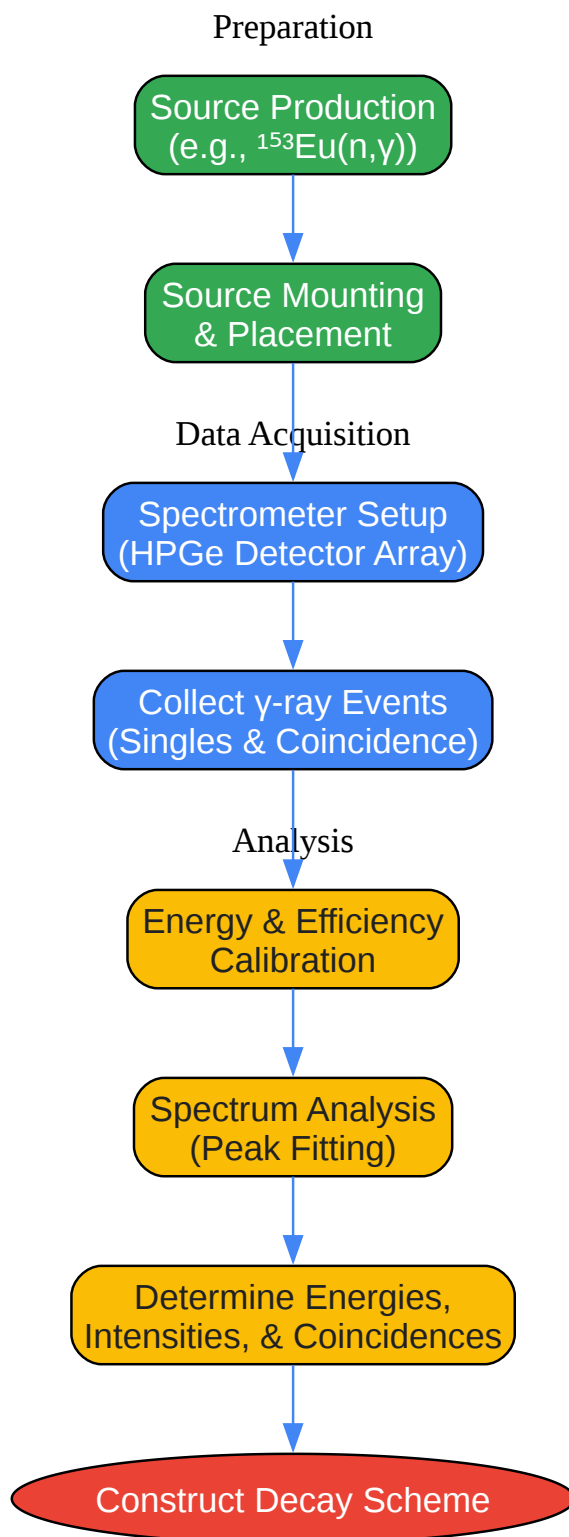 Preparation
Source Production
(e.g., ¹⁵³Eu(n,γ))
Source Mounting
& Placement
Data Acquisition
Spectrometer Setup
(HPGe Detector Array)
Collect γ-ray Events
(Singles & Coincidence)
Analysis
Energy & Efficiency
Calibration
Spectrum Analysis
(Peak Fitting)
Determine Energies,
Intensities, & Coincidences
Construct Decay Scheme